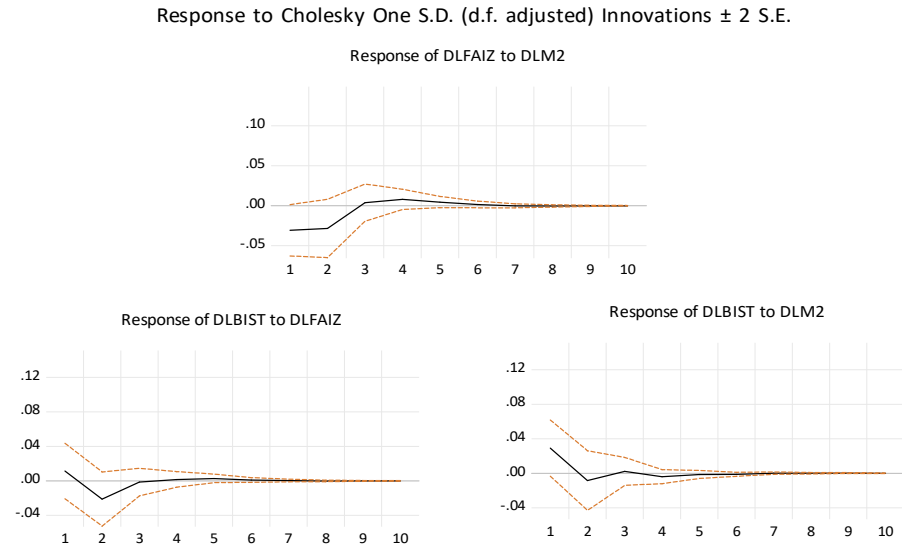 Response to Cholesky One S.D. (d.f. adjusted) Innovations ± 2 S.E.
Response of DLFAIZ to DLM2
.10
.05
.00
-.05
1 2 3 4 5 6 7 8 9 10
Response of DLBIST to DLFAIZ
.12
.08
.04
.00
-.04
1 2 3 4 5 6 7 8 9 10
Response of DLBIST to DLM2
.12
.08
.04
.00
-.04
1 2 3 4 5 6 7 8 9 10